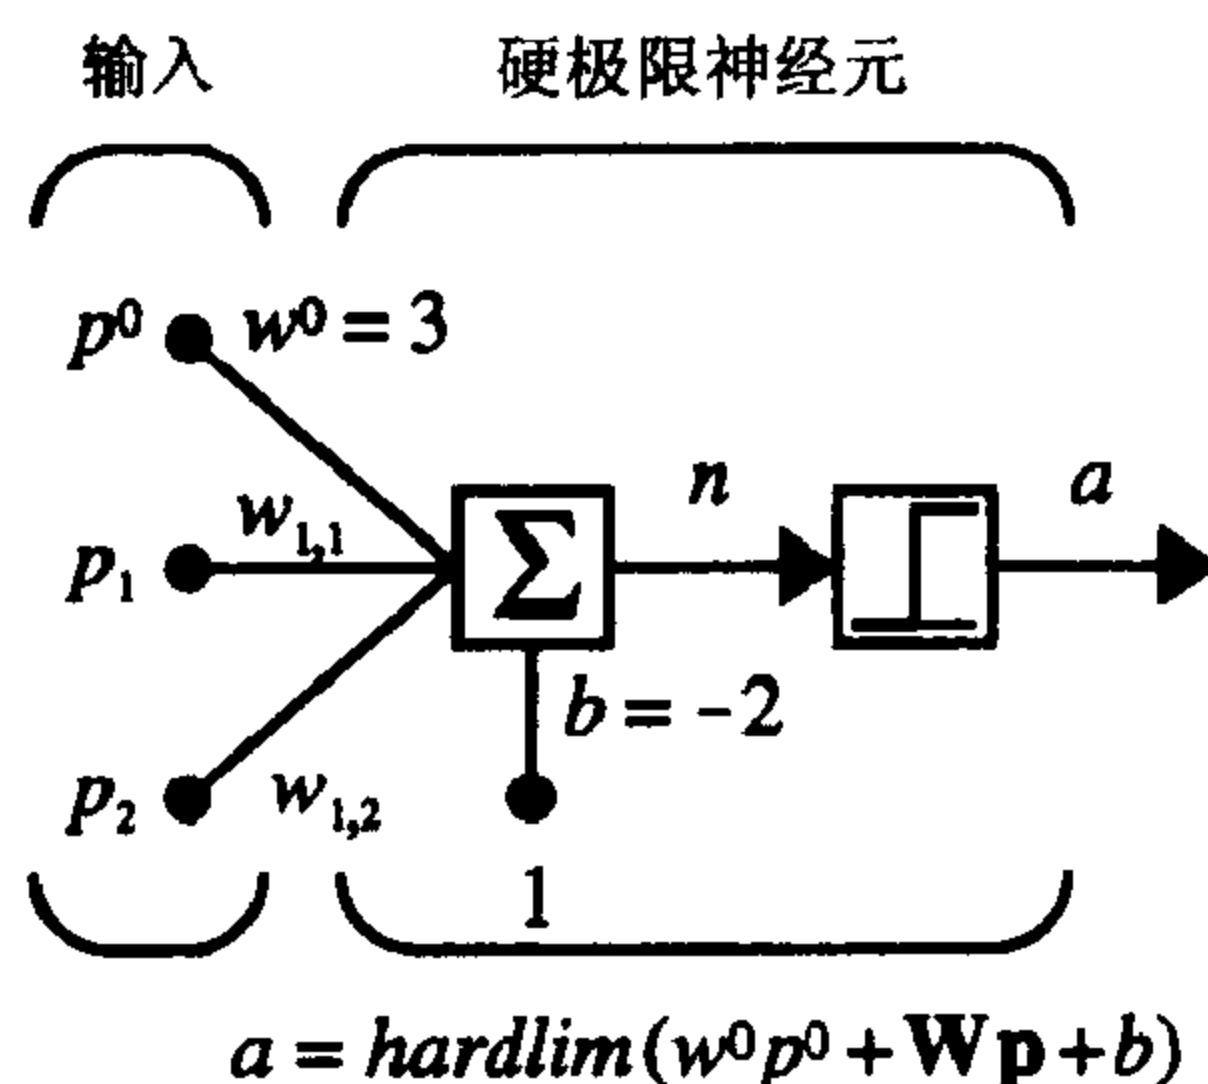 输入 硬极限神经元
p⁰ w⁰ = 3
n a
w₁,₁
p₁
Σ
b = -2
p₂ w₁,₂
1
a = hardlim(w⁰p⁰ + Wp + b)